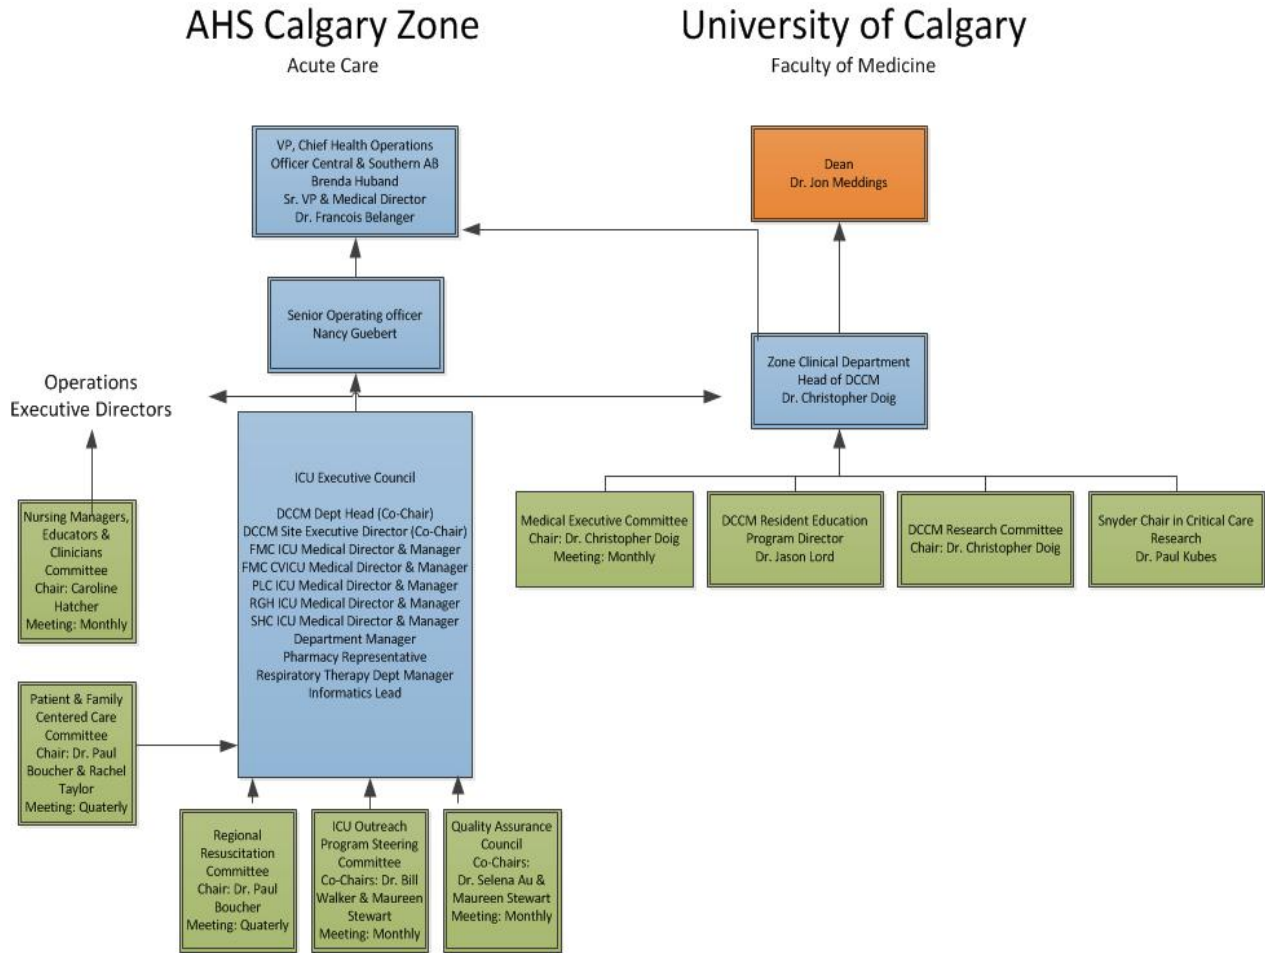 AHS Calgary Zone
Acute Care
University of Calgary
Faculty of Medicine
VP, Chief Health Operations
Officer Central & Southern AB
Brenda Huband
Sr. VP & Medical Director
Dr. Francois Belanger
Dean
Dr. Jon Meddings
Senior Operating officer
Nancy Guebert
Zone Clinical Department
Head of DCCM
Dr. Christopher Doig
Operations
Executive Directors
ICU Executive Council
DCCM Dept Head (Co-Chair)
DCCM Site Executive Director (Co-Chair)
FMC ICU Medical Director & Manager
FMC CVICU Medical Director & Manager
PLC ICU Medical Director & Manager
RGH ICU Medical Director & Manager
SHC ICU Medical Director & Manager
Department Manager
Pharmacy Representative
Respiratory Therapy Dept Manager
Informatics Lead
Nursing Managers,
Educators &
Clinicians
Committee
Chair: Caroline
Hatcher
Meeting: Monthly
Medical Executive Committee
Chair: Dr. Christopher Doig
Meeting: Monthly
DCCM Resident Education
Program Director
Dr. Jason Lord
DCCM Research Committee
Chair: Dr. Christopher Doig
Snyder Chair in Critical Care
Research
Dr. Paul Kubes
Patient & Family
Centered Care
Committee
Chair: Dr. Paul
Boucher & Rachel
Taylor
Meeting: Quaterly
Regional
Resuscitation
Committee
Chair: Dr. Paul
Boucher
Meeting: Quaterly
ICU Outreach
Program Steering
Committee
Co-Chairs: Dr. Bill
Walker & Maureen
Stewart
Meeting: Monthly
Quality Assurance
Council
Co-Chairs:
Dr. Selena Au &
Maureen Stewart
Meeting: Monthly